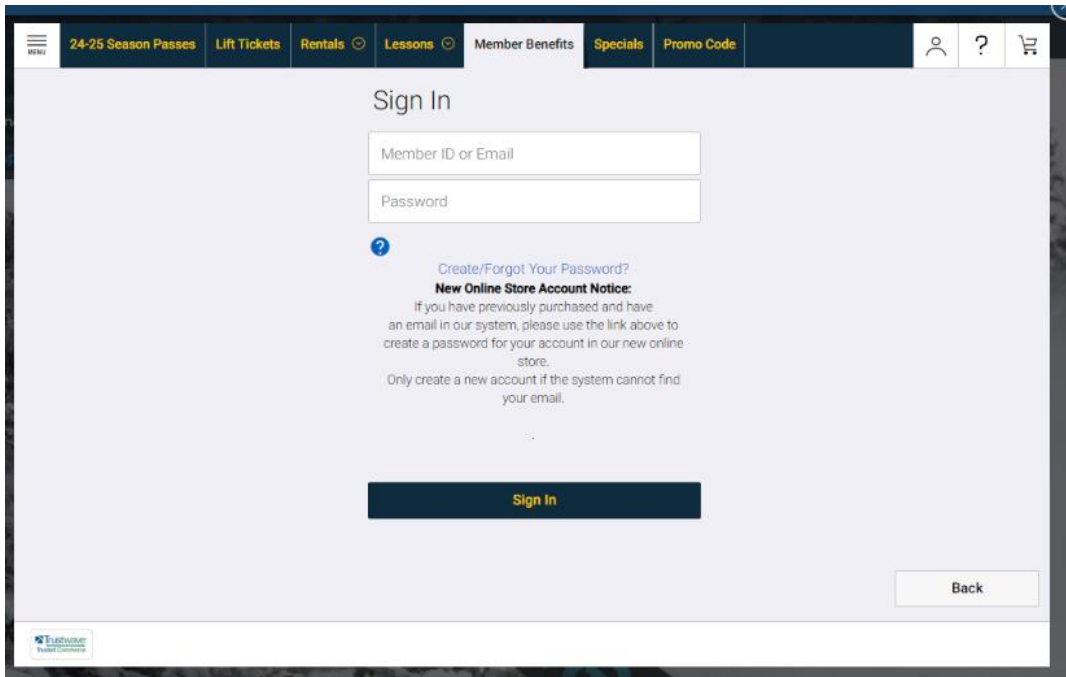 MENU
24-25 Season Passes
Lift Tickets
Rentals
Lessons
Member Benefits
Specials
Promo Code
?
Sign In
Member ID or Email
Password
?
Create/Forgot Your Password?
New Online Store Account Notice:
If you have previously purchased and have
an email in our system, please use the link above to
create a password for your account in our new online
store.
Only create a new account if the system cannot find
your email.
.
Sign In
Back
Trustwave
Trusted Commerce